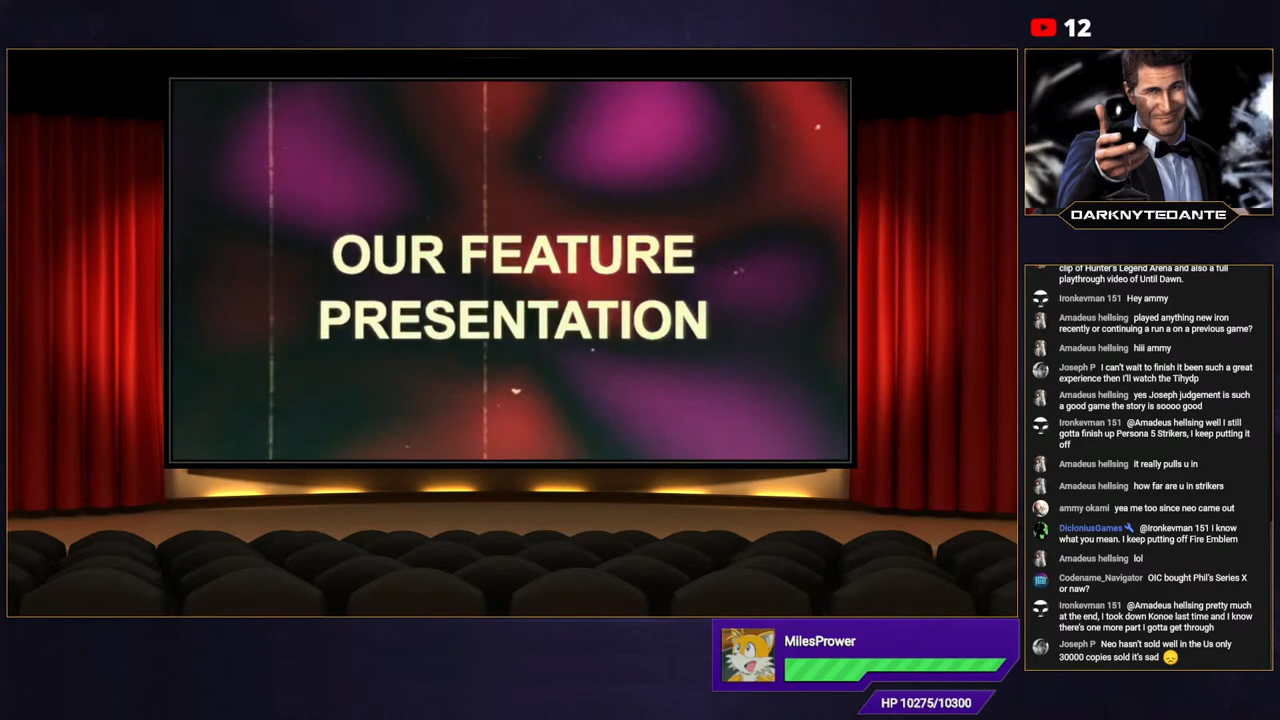 12
OUR FEATURE
PRESENTATION
DARKNYTEDANTE
clip of Hunter's Legend Arena and also a full
playthrough video of Until Dawn.
Ironkevman 151 Hey ammy
Amadeus hellsing played anything new iron
recently or continuing a run a on a previous game?
Amadeus hellsing hiii ammy
Joseph P I can't wait to finish it been such a great
experience then I'll watch the Tihydp
Amadeus hellsing yes Joseph judgement is such
a good game the story is soooo good
Ironkevman 151 @Amadeus hellsing well I still
gotta finish up Persona 5 Strikers, I keep putting it
off
Amadeus hellsing it really pulls u in
Amadeus hellsing how far are u in strikers
ammy okami yea me too since neo came out
DicloniusGames @Ironkevman 151 I know
what you mean. I keep putting off Fire Emblem
Amadeus hellsing lol
Codename_Navigator OIC bought Phil's Series X
or naw?
Ironkevman 151 @Amadeus hellsing pretty much
at the end, I took down Konoe last time and I know
there's one more part I gotta get through
Joseph P Neo hasn't sold well in the Us only
30000 copies sold it's sad 😞
MilesPrower
HP 10275/10300